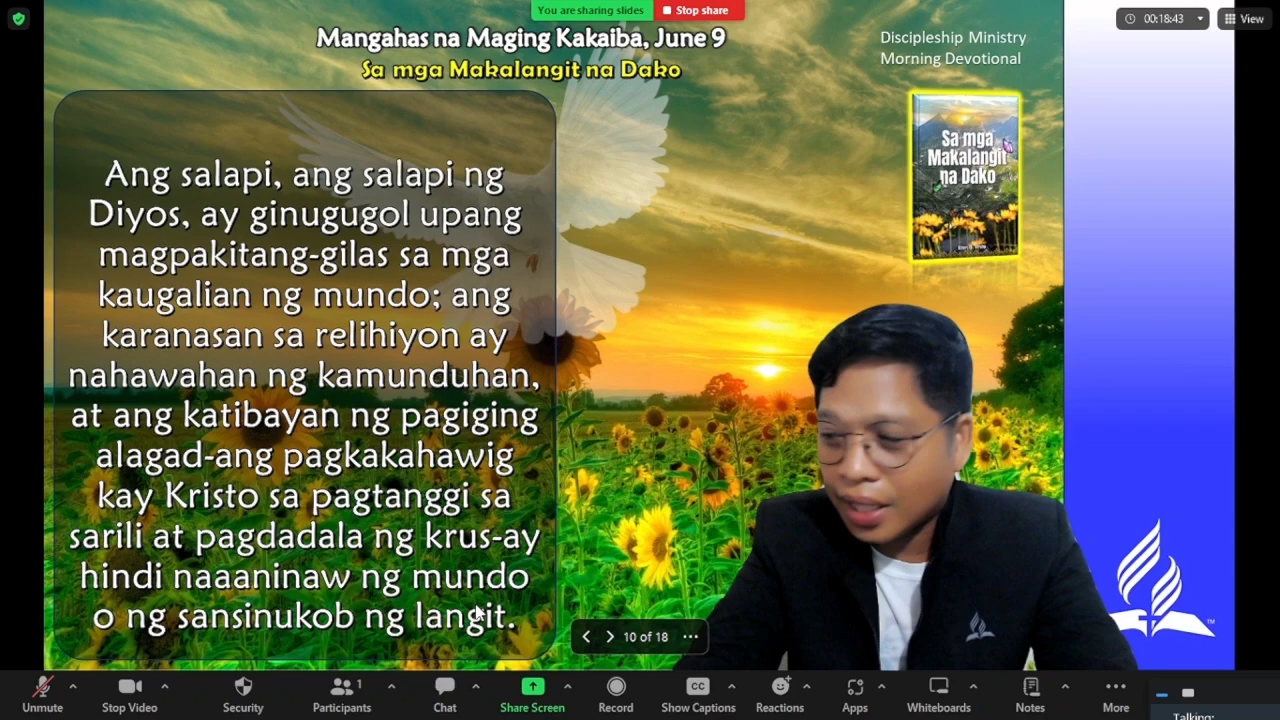 You are sharing slides
Stop share
00:18:43
View
Mangahas na Maging Kakaiba, June 9
Sa mga Makalangit na Dako
Discipleship Ministry
Morning Devotional
Sa mga
Makalangit
na Dako
Ang salapi, ang salapi ng
Diyos, ay ginugugol upang
magpakitang-gilas sa mga
kaugalian ng mundo; ang
karanasan sa relihiyon ay
nahawahan ng kamunduhan,
at ang katibayan ng pagiging
alagad-ang pagkakahawig
kay Kristo sa pagtanggi sa
sarili at pagdadala ng krus-ay
hindi naaaninaw ng mundo
o ng sansinukob ng langit.
10 of 18
TM
Unmute
Stop Video
Security
1
Participants
Chat
Share Screen
Record
CC
Show Captions
Reactions
Apps
Whiteboards
Notes
More
Talking: